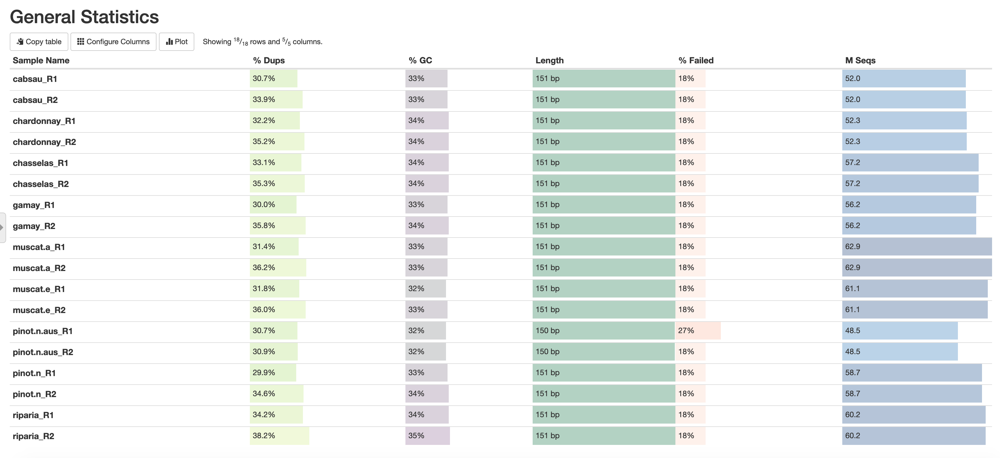 General Statistics
Copy table Configure Columns Plot Showing 18/18 rows and 5/5 columns.
Sample Name % Dups % GC Length % Failed M Seqs
cabsau_R1 30.7% 33% 151 bp 18% 52.0
cabsau_R2 33.9% 33% 151 bp 18% 52.0
chardonnay_R1 32.2% 34% 151 bp 18% 52.3
chardonnay_R2 35.2% 34% 151 bp 18% 52.3
chasselas_R1 33.1% 34% 151 bp 18% 57.2
chasselas_R2 35.3% 34% 151 bp 18% 57.2
gamay_R1 30.0% 33% 151 bp 18% 56.2
gamay_R2 35.8% 34% 151 bp 18% 56.2
muscat.a_R1 31.4% 33% 151 bp 18% 62.9
muscat.a_R2 36.2% 33% 151 bp 18% 62.9
muscat.e_R1 31.8% 32% 151 bp 18% 61.1
muscat.e_R2 36.0% 33% 151 bp 18% 61.1
pinot.n.aus_R1 30.7% 32% 150 bp 27% 48.5
pinot.n.aus_R2 30.9% 32% 150 bp 18% 48.5
pinot.n_R1 29.9% 33% 151 bp 18% 58.7
pinot.n_R2 34.6% 34% 151 bp 18% 58.7
riparia_R1 34.2% 34% 151 bp 18% 60.2
riparia_R2 38.2% 35% 151 bp 18% 60.2